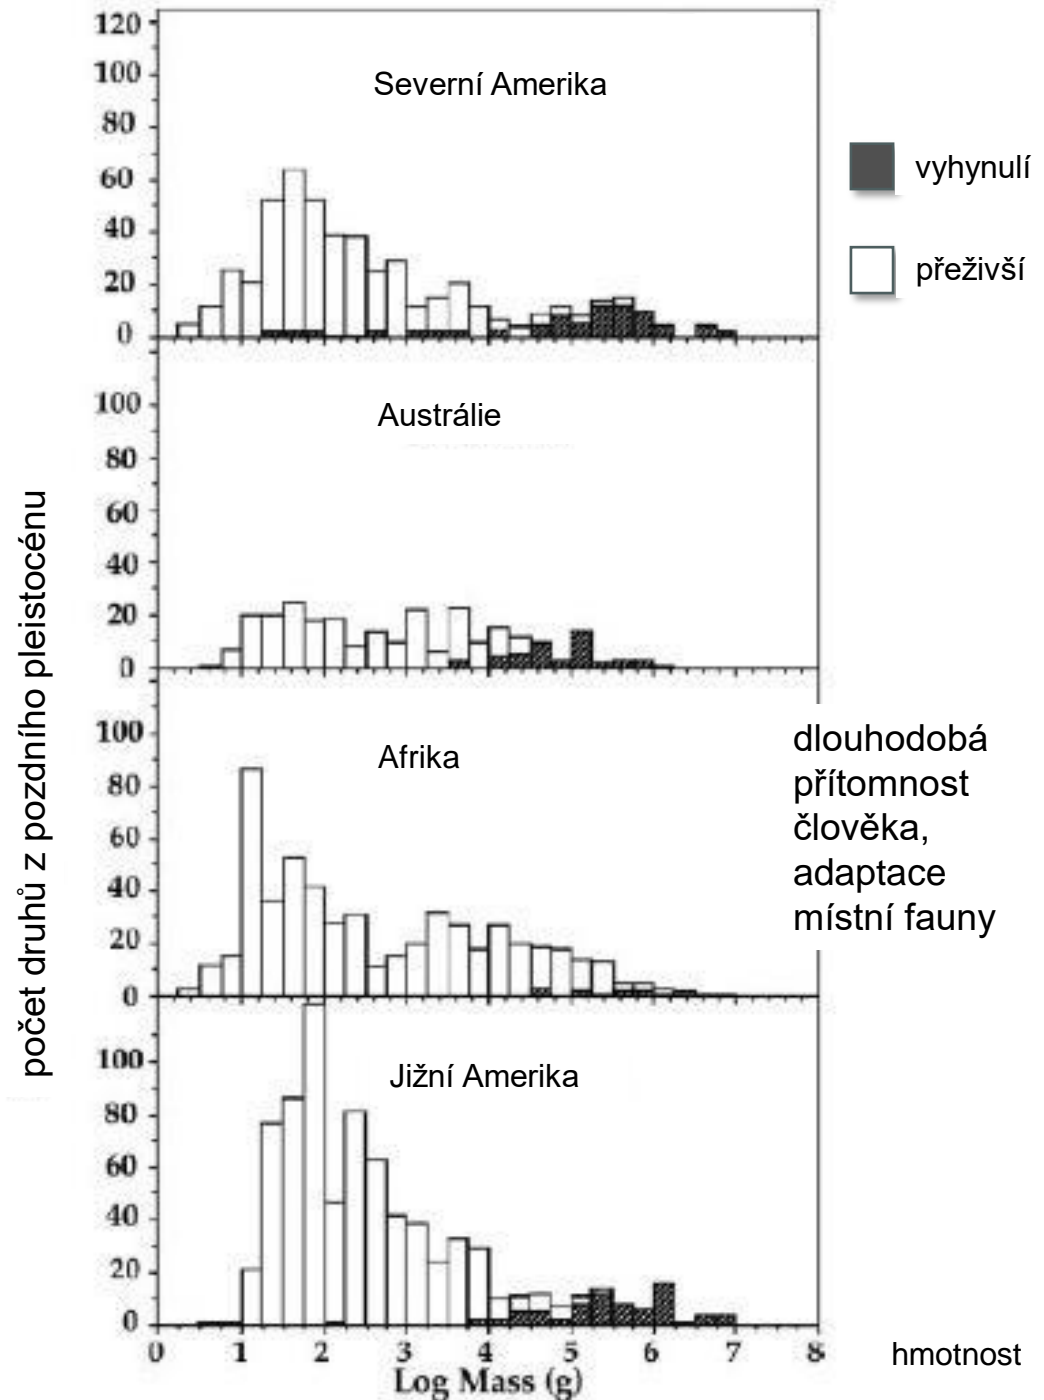 120
100
80
60
40
20
0
Severní Amerika
vyhynulí
přeživší
100
80
60
40
20
0
Austrálie
počet druhů z pozdního pleistocénu
100
80
60
40
20
0
Afrika
dlouhodobá
přítomnost
člověka,
adaptace
místní fauny
100
80
60
40
20
0
Jižní Amerika
0 1 2 3 4 5 6 7 8
Log Mass (g)
hmotnost